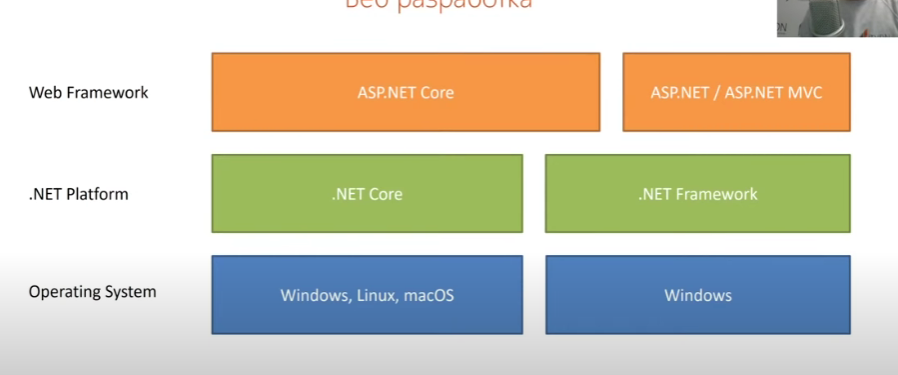 Веб разработка
Web Framework
ASP.NET Core
ASP.NET / ASP.NET MVC
.NET Platform
.NET Core
.NET Framework
Operating System
Windows, Linux, macOS
Windows